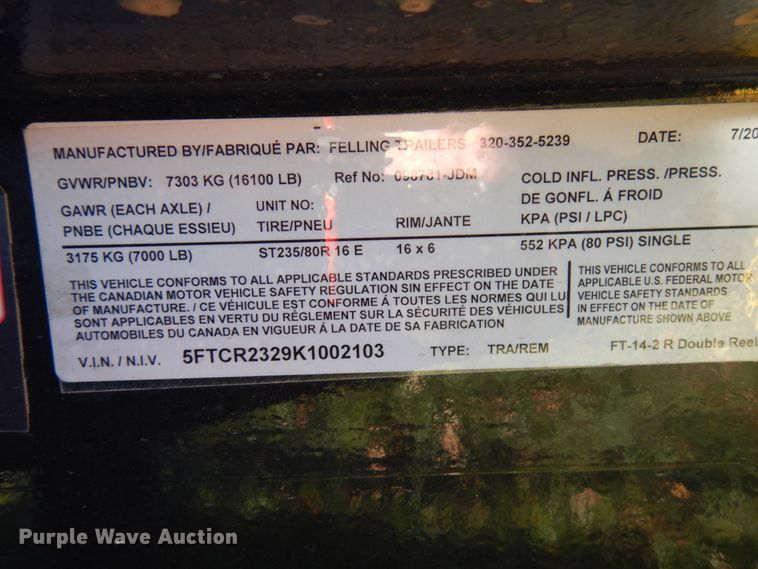 MANUFACTURED BY/FABRIQUÉ PAR: FELLING TRAILERS 320-352-5239 DATE: 7/20
GVWR/PNBV: 7303 KG (16100 LB) Ref No: COLD INFL. PRESS. /PRESS.
GAWR (EACH AXLE) / UNIT NO: DE GONFL. Á FROID
PNBE (CHAQUE ESSIEU) TIRE/PNEU RIM/JANTE KPA (PSI / LPC)
3175 KG (7000 LB) ST235/80R 16 E 16 x 6 552 KPA (80 PSI) SINGLE
THIS VEHICLE CONFORMS TO ALL APPLICABLE STANDARDS PRESCRIBED UNDER
THE CANADIAN MOTOR VEHICLE SAFETY REGULATION SIN EFFECT ON THE DATE
OF MANUFACTURE. / CE VÉHICULE EST CONFORME Á TOUTES LES NORMES QUI LU
SONT APPLICABLES EN VERTU DU RÉGLEMENT SUR LA SÉCURITÉ DES VÉHICULES
AUTOMOBILES DU CANADA EN VIGUEUR Á LA DATE DE SA FABRICATION
THIS VEHICLE CONFORMS TO ALL
APPLICABLE U.S. FEDERAL MOTOR
VEHICLE SAFETY STANDARDS
IN EFFECT ON THE DATE OF
MANUFACTURE SHOWN ABOVE
V.I.N. / N.I.V. 5FTCR2329K1002103 TYPE: TRA/REM FT-14-2 R Double Reel
Purple Wave Auction